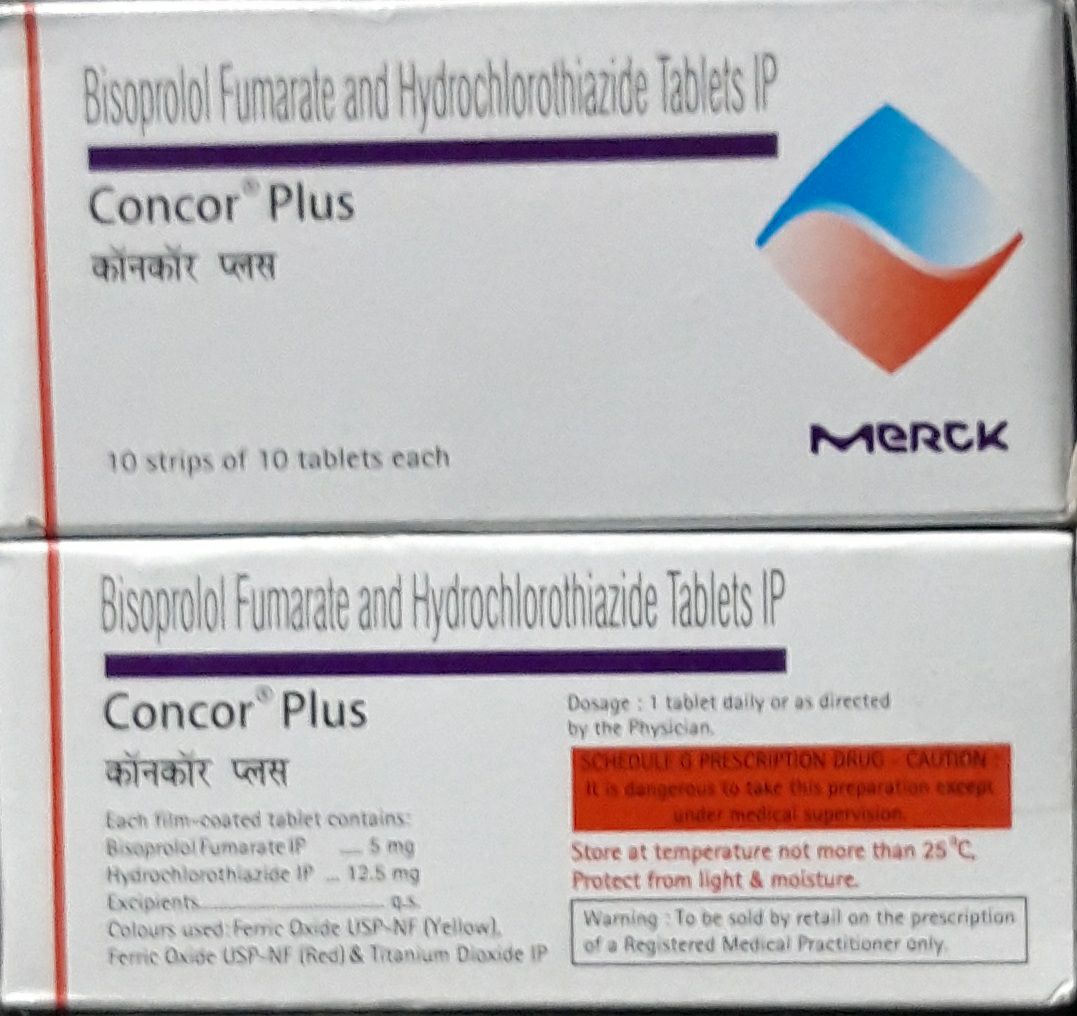 Bisoprolol Fumarate and Hydrochlorothiazide Tablets IP
Concor® Plus
कॉनकॉर प्लस
10 strips of 10 tablets each
MERCK
Bisoprolol Fumarate and Hydrochlorothiazide Tablets IP
Concor® Plus
कॉनकॉर प्लस
Each film-coated tablet contains:
Bisoprolol Fumarate IP .... 5 mg
Hydrochlorothiazide IP ... 12.5 mg
Excipients................................ q.s.
Colours used: Ferric Oxide USP-NF (Yellow),
Ferric Oxide USP-NF (Red) & Titanium Dioxide IP
Dosage : 1 tablet daily or as directed
by the Physician.
SCHEDULE G PRESCRIPTION DRUG - CAUTION :
It is dangerous to take this preparation except
under medical supervision.
Store at temperature not more than 25°C,
Protect from light & moisture.
Warning : To be sold by retail on the prescription
of a Registered Medical Practitioner only.